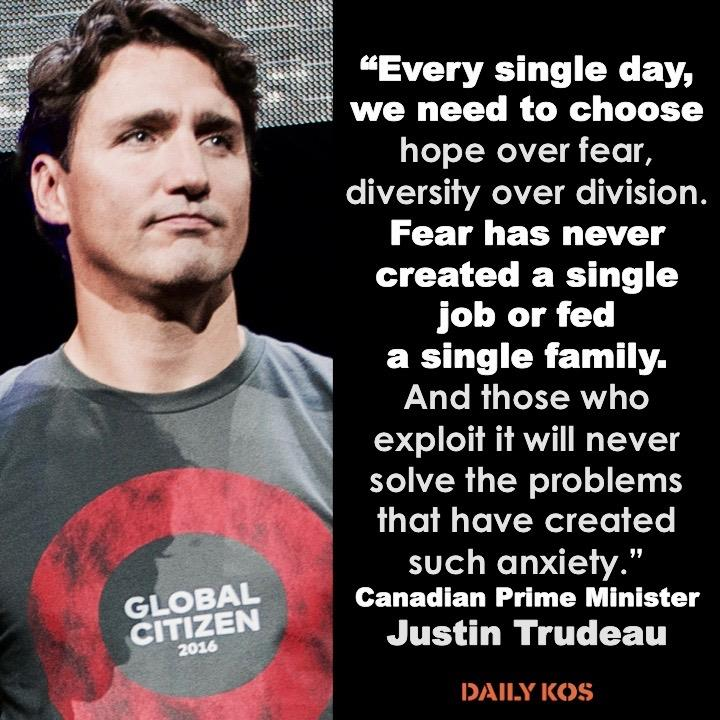 “Every single day,
we need to choose
hope over fear,
diversity over division.
Fear has never
created a single
job or fed
a single family.
And those who
exploit it will never
solve the problems
that have created
such anxiety.”
Canadian Prime Minister
Justin Trudeau
DAILY KOS
GLOBAL
CITIZEN
2016